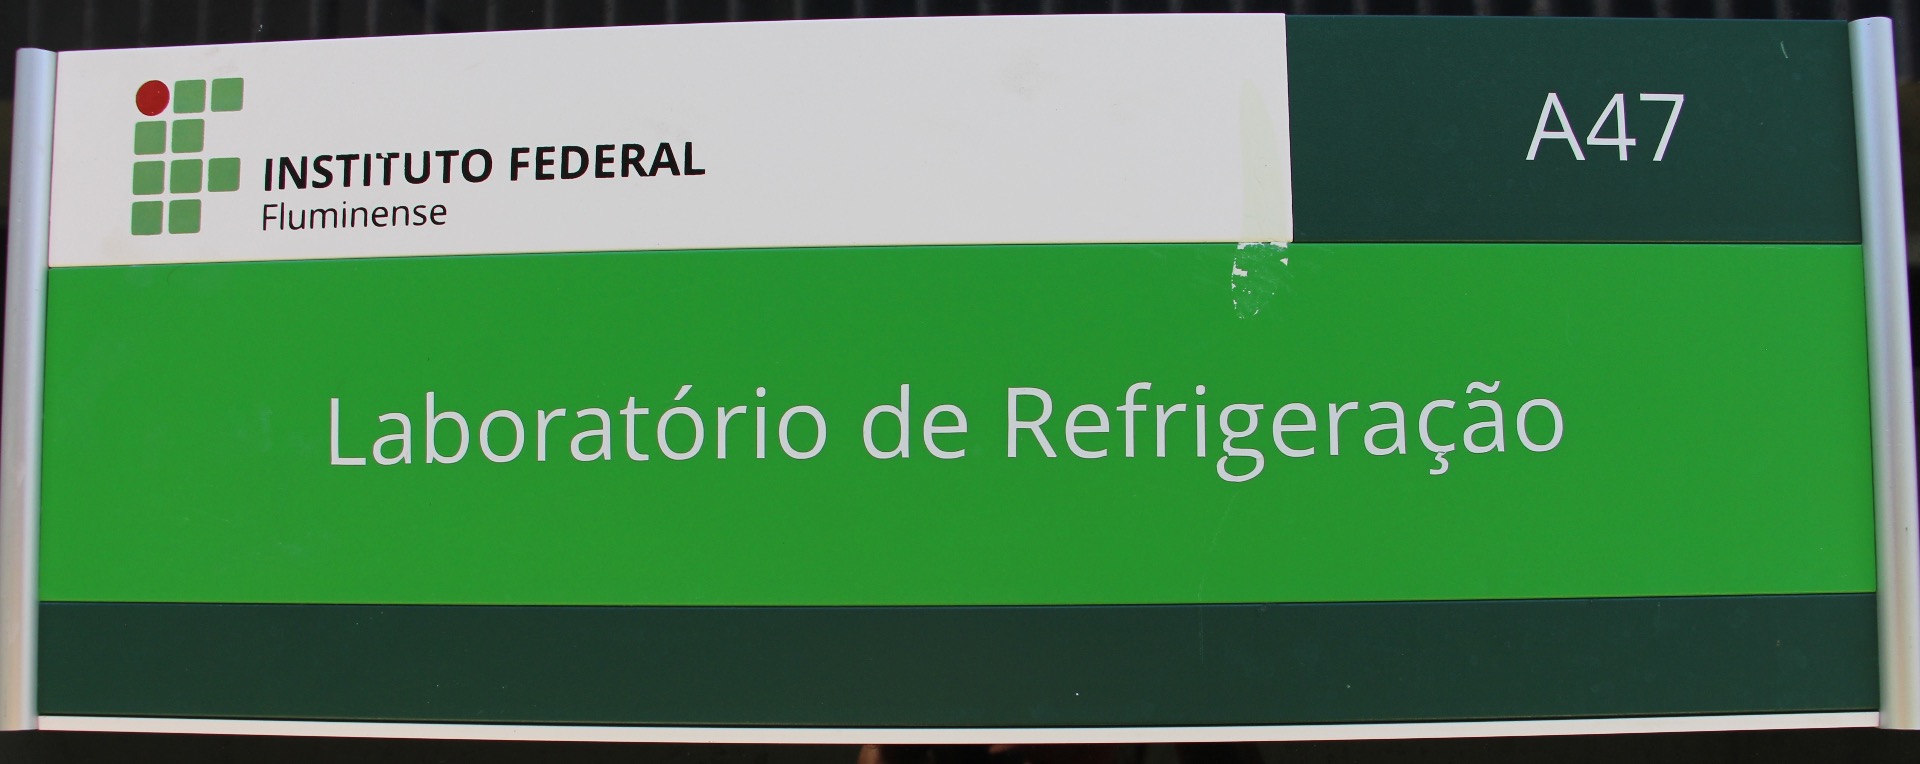 INSTITUTO FEDERAL
Fluminense
A47
Laboratório de Refrigeração